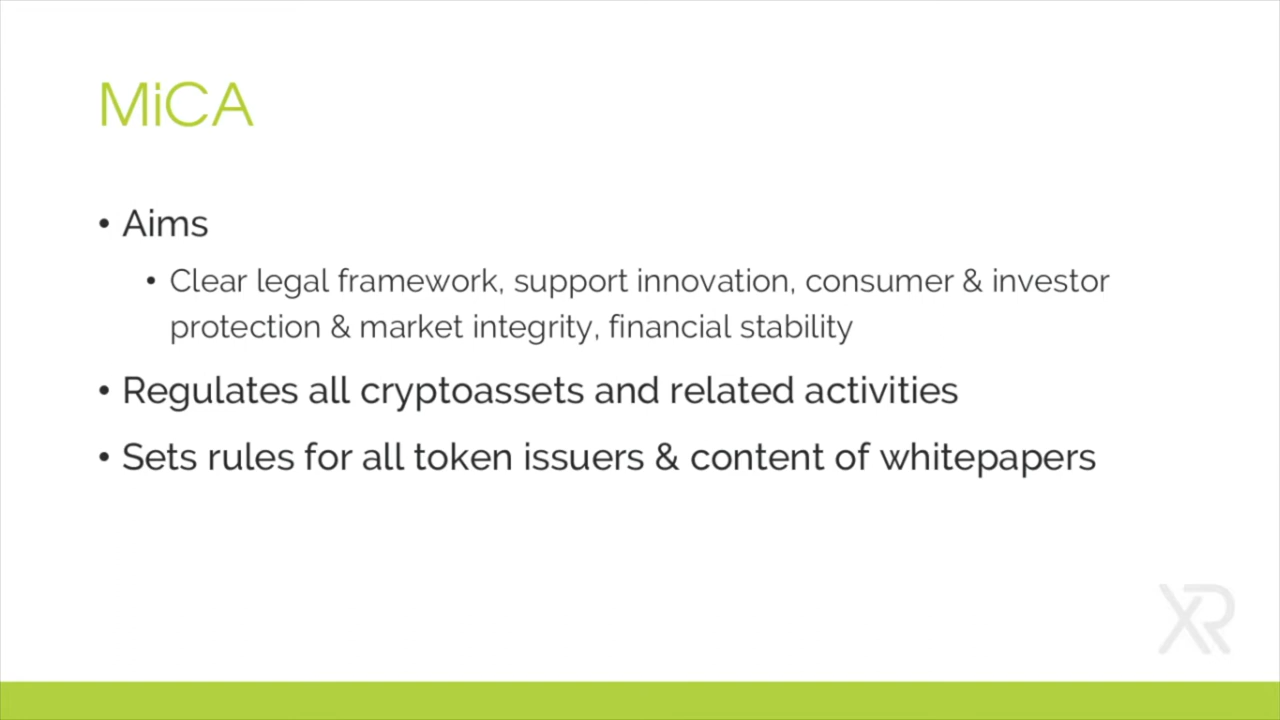 MiCA
• Aims
• Clear legal framework, support innovation, consumer & investor
protection & market integrity, financial stability
• Regulates all cryptoassets and related activities
• Sets rules for all token issuers & content of whitepapers
XR